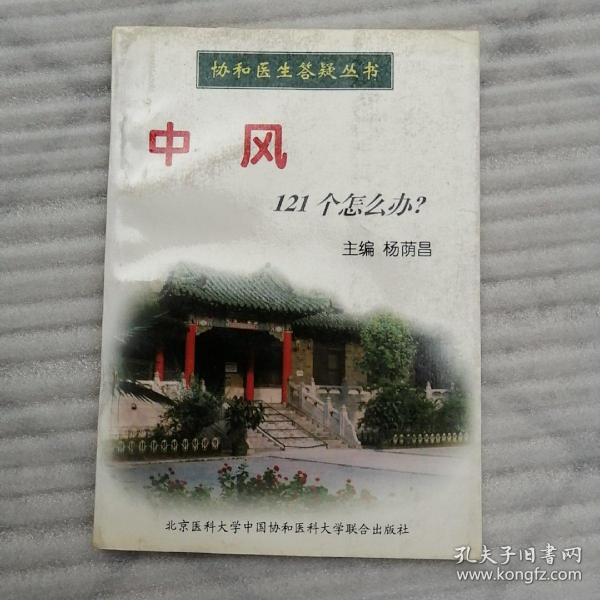 协和医生答疑丛书
中风
121个怎么办?
主编 杨荫昌
北京医科大学中国协和医科大学联合出版社
孔夫子旧书网
www.kongfz.com